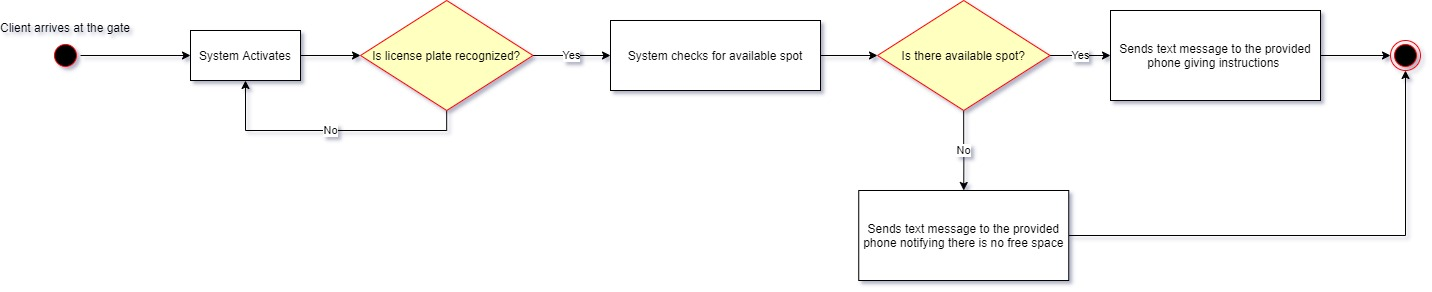 Client arrives at the gate
System Activates
Is license plate recognized?
Yes
No
System checks for available spot
Is there available spot?
Yes
No
Sends text message to the provided
phone giving instructions
Sends text message to the provided
phone notifying there is no free space